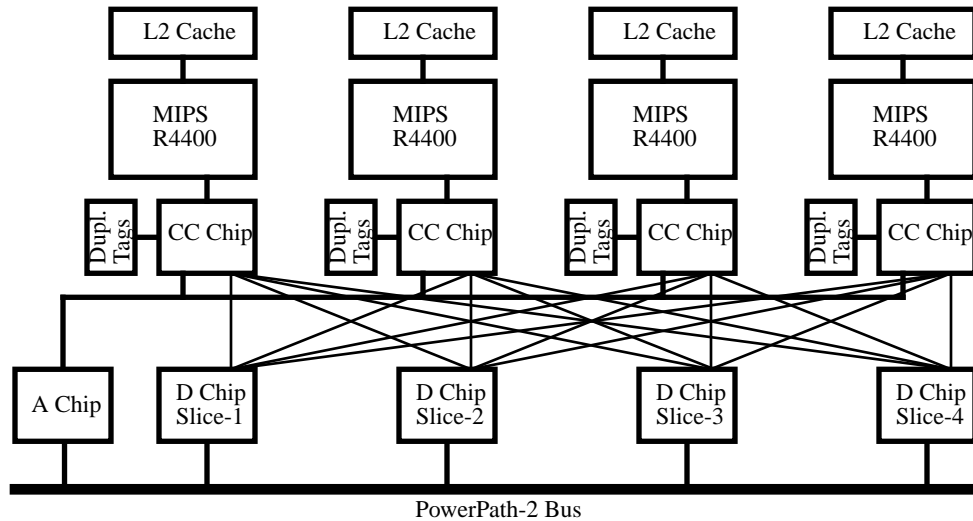 L2 Cache
L2 Cache
L2 Cache
L2 Cache
MIPS
R4400
MIPS
R4400
MIPS
R4400
MIPS
R4400
Dupl.
Tags
CC Chip
Dupl.
Tags
CC Chip
Dupl.
Tags
CC Chip
Dupl.
Tags
CC Chip
A Chip
D Chip
Slice-1
D Chip
Slice-2
D Chip
Slice-3
D Chip
Slice-4
PowerPath-2 Bus